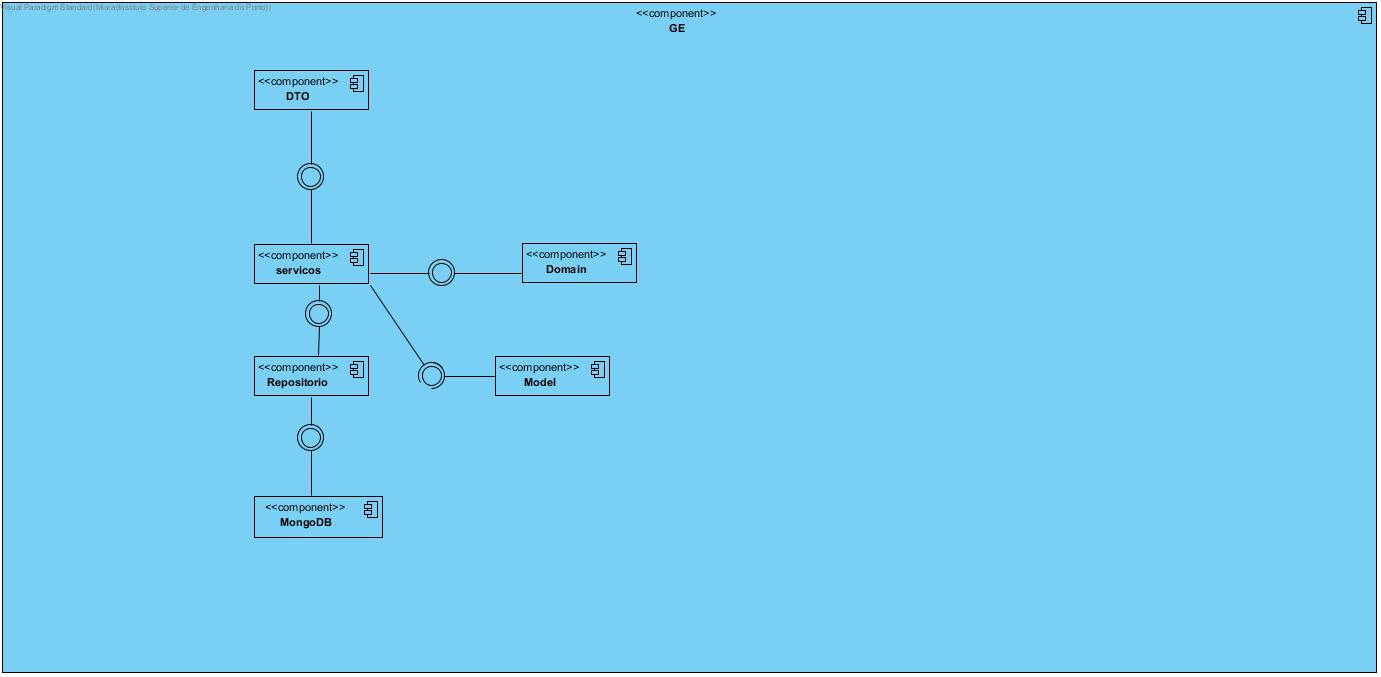 Visual Paradigm Standard(Miura(Instituto Superior de Engenharia do Porto))
<<component>>
GE
<<component>>
DTO
<<component>>
servicos
<<component>>
Domain
<<component>>
Repositorio
<<component>>
Model
<<component>>
MongoDB